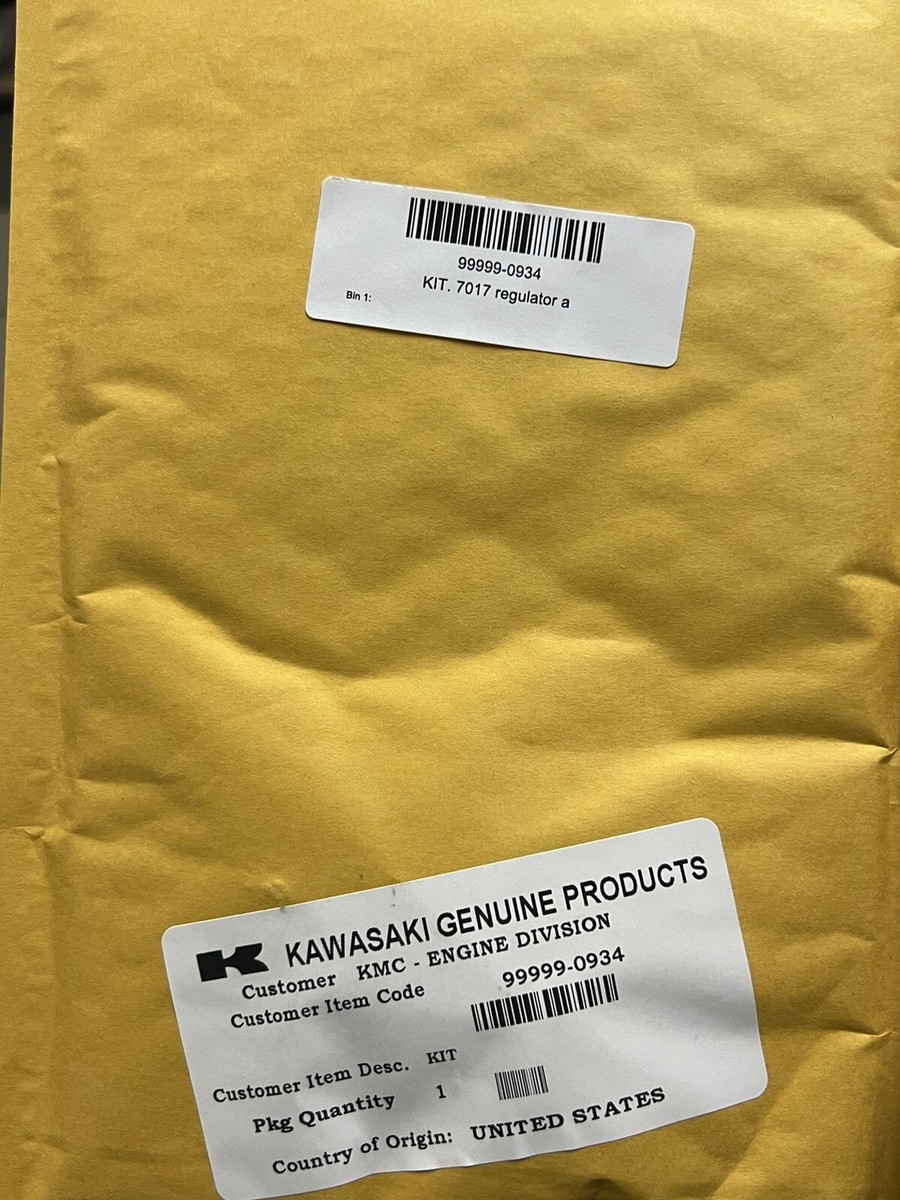 99999-0934
KIT. 7017 regulator a
Bin 1:
KAWASAKI GENUINE PRODUCTS
Customer KMC - ENGINE DIVISION
Customer Item Code 99999-0934
Customer Item Desc. KIT
Pkg Quantity 1
Country of Origin: UNITED STATES